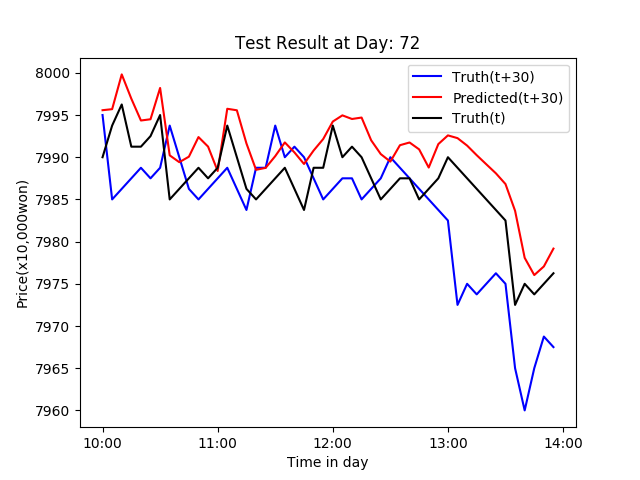 Test Result at Day: 72
Truth(t+30)
Predicted(t+30)
Truth(t)
Price(x10,000won)
8000
7995
7990
7985
7980
7975
7970
7965
7960
10:00 11:00 12:00 13:00 14:00
Time in day